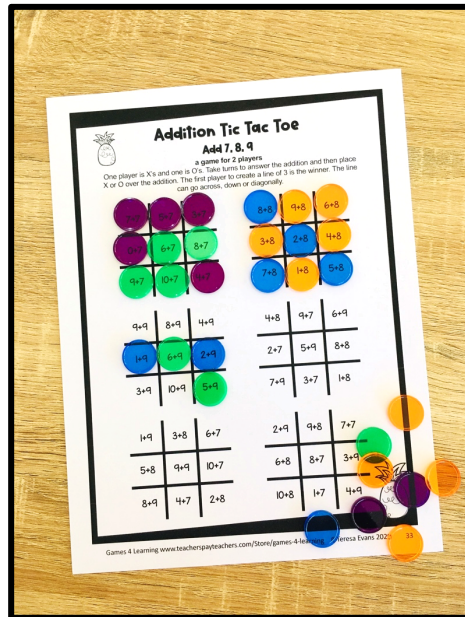 Addition Tic Tac Toe
Add 7, 8, 9
a game for 2 players
One player is X's and one is O's. Take turns to answer the addition and then place
X or O over the addition. The first player to create a line of 3 is the winner. The line
can go across, down or diagonally.
6+7 8+7
9+7 10+7
8+8 9+8 6+8
3+8 2+8 4+8
7+8 1+8 5+8
9+9 8+9 4+9
1+9 6+9 2+9
3+9 10+9 5+9
4+8 9+7 6+9
2+7 5+9 8+8
7+9 3+7 1+8
1+9 3+8 6+7
5+8 9+9 10+7
8+9 4+7 2+8
2+9 9+8 7+7
6+8 8+7 3+9
10+8 1+7 4+9
Games 4 Learning www.teacherspayteachers.com/Store/games-4-learning Teresa Evans 33